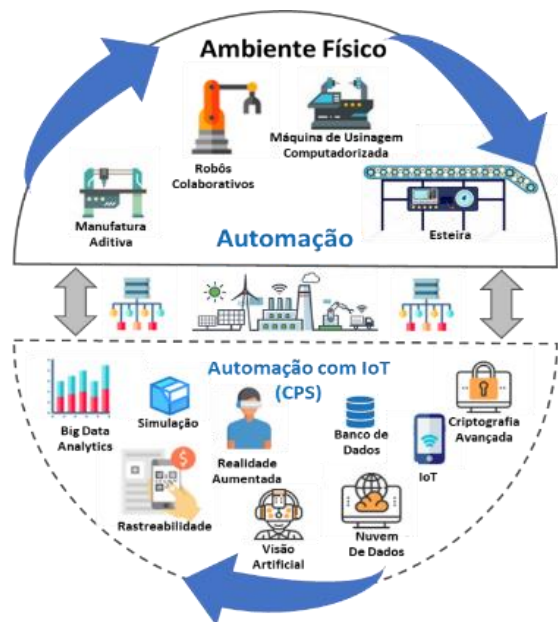 Ambiente Físico
Robôs
Colaborativos
Máquina de Usinagem
Computadorizada
Manufatura
Aditiva
Esteira
Automação
Automação com IoT
(CPS)
Big Data
Analytics
Simulação
Realidade
Aumentada
Banco de
Dados
IoT
Criptografia
Avançada
$
Rastreabilidade
Visão
Artificial
Nuvem
De Dados